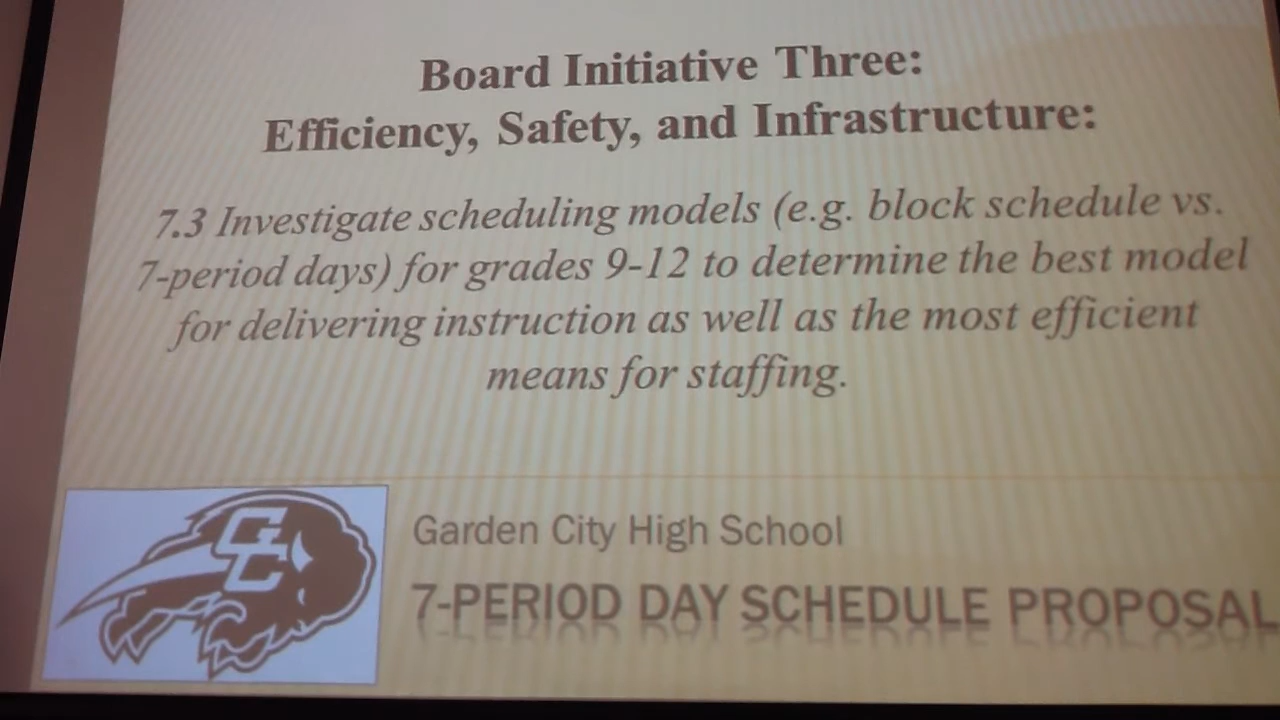 Board Initiative Three:
Efficiency, Safety, and Infrastructure:
7.3 Investigate scheduling models (e.g. block schedule vs.
7-period days) for grades 9-12 to determine the best model
for delivering instruction as well as the most efficient
means for staffing.
GC
Garden City High School
7-PERIOD DAY SCHEDULE PROPOSAL